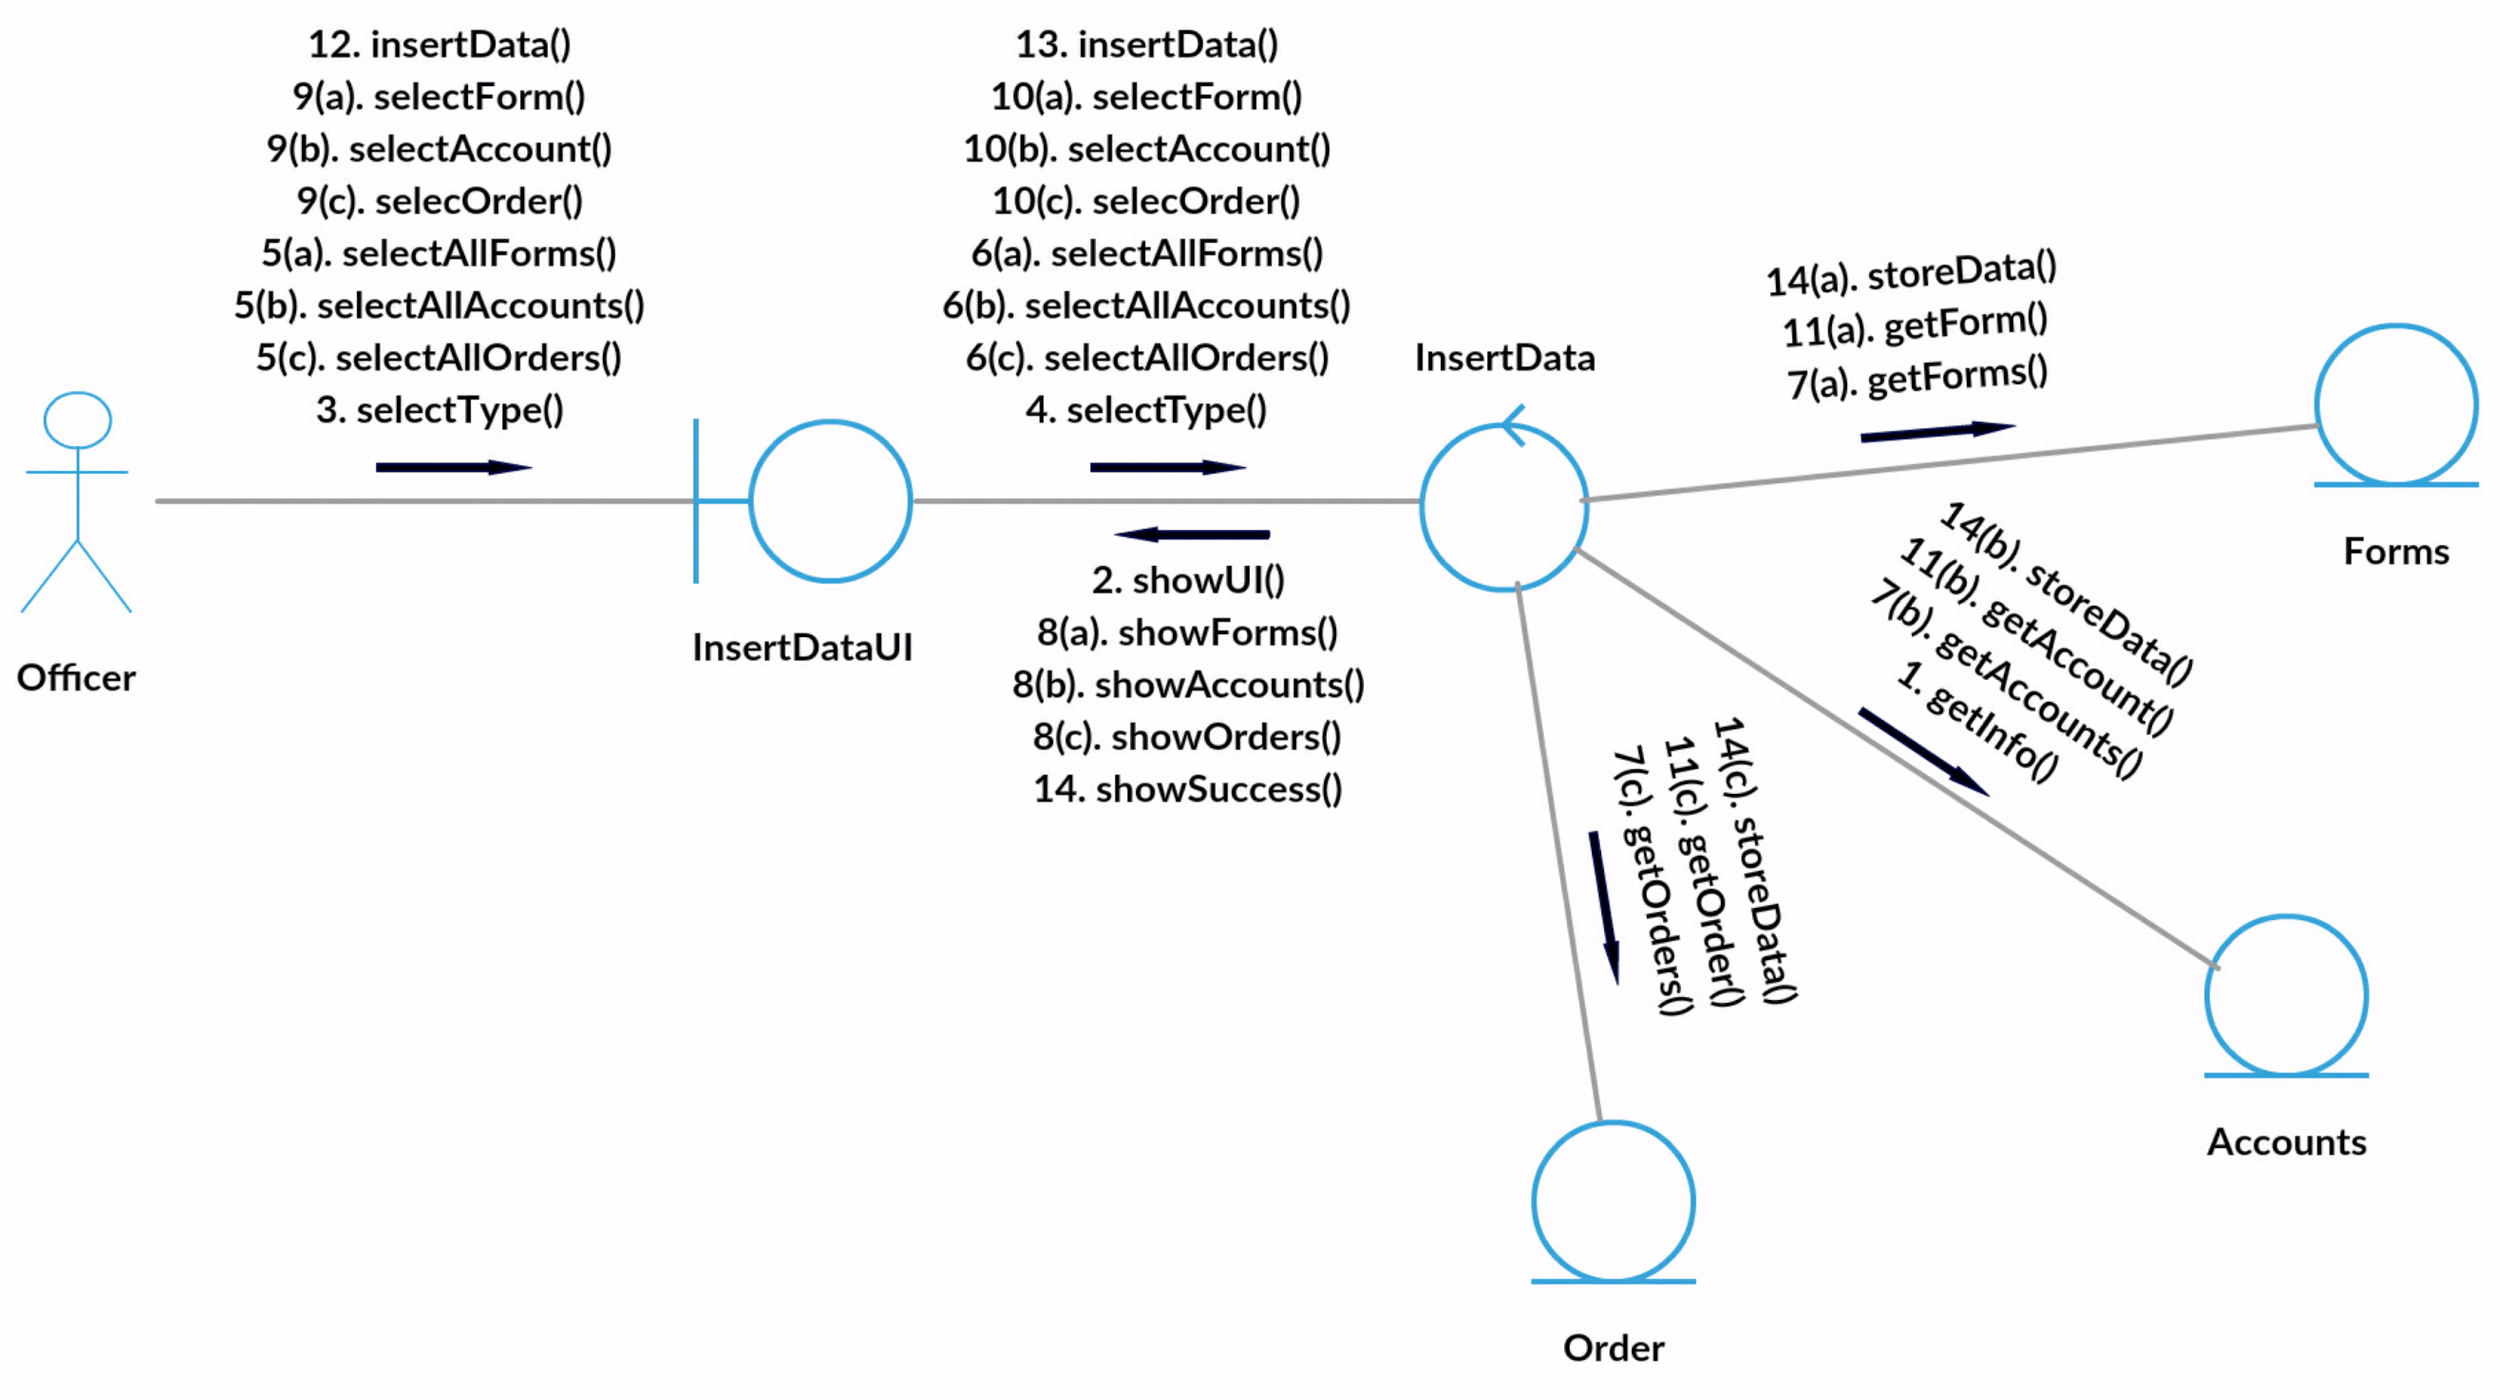 12. insertData()
9(a). selectForm()
9(b). selectAccount()
9(c). selecOrder()
5(a). selectAllForms()
5(b). selectAllAccounts()
5(c). selectAllOrders()
3. selectType()
13. insertData()
10(a). selectForm()
10(b). selectAccount()
10(c). selecOrder()
6(a). selectAllForms()
6(b). selectAllAccounts()
6(c). selectAllOrders()
4. selectType()
InsertData
14(a). storeData()
11(a). getForm()
7(a). getForms()
Forms
Officer
InsertDataUI
2. showUI()
8(a). showForms()
8(b). showAccounts()
8(c). showOrders()
14. showSuccess()
14(b). storeData()
11(b). getAccount()
7(b). getAccounts()
1. getInfo()
14(c). storeData()
11(c). getOrder()
7(c). getOrders()
Accounts
Order